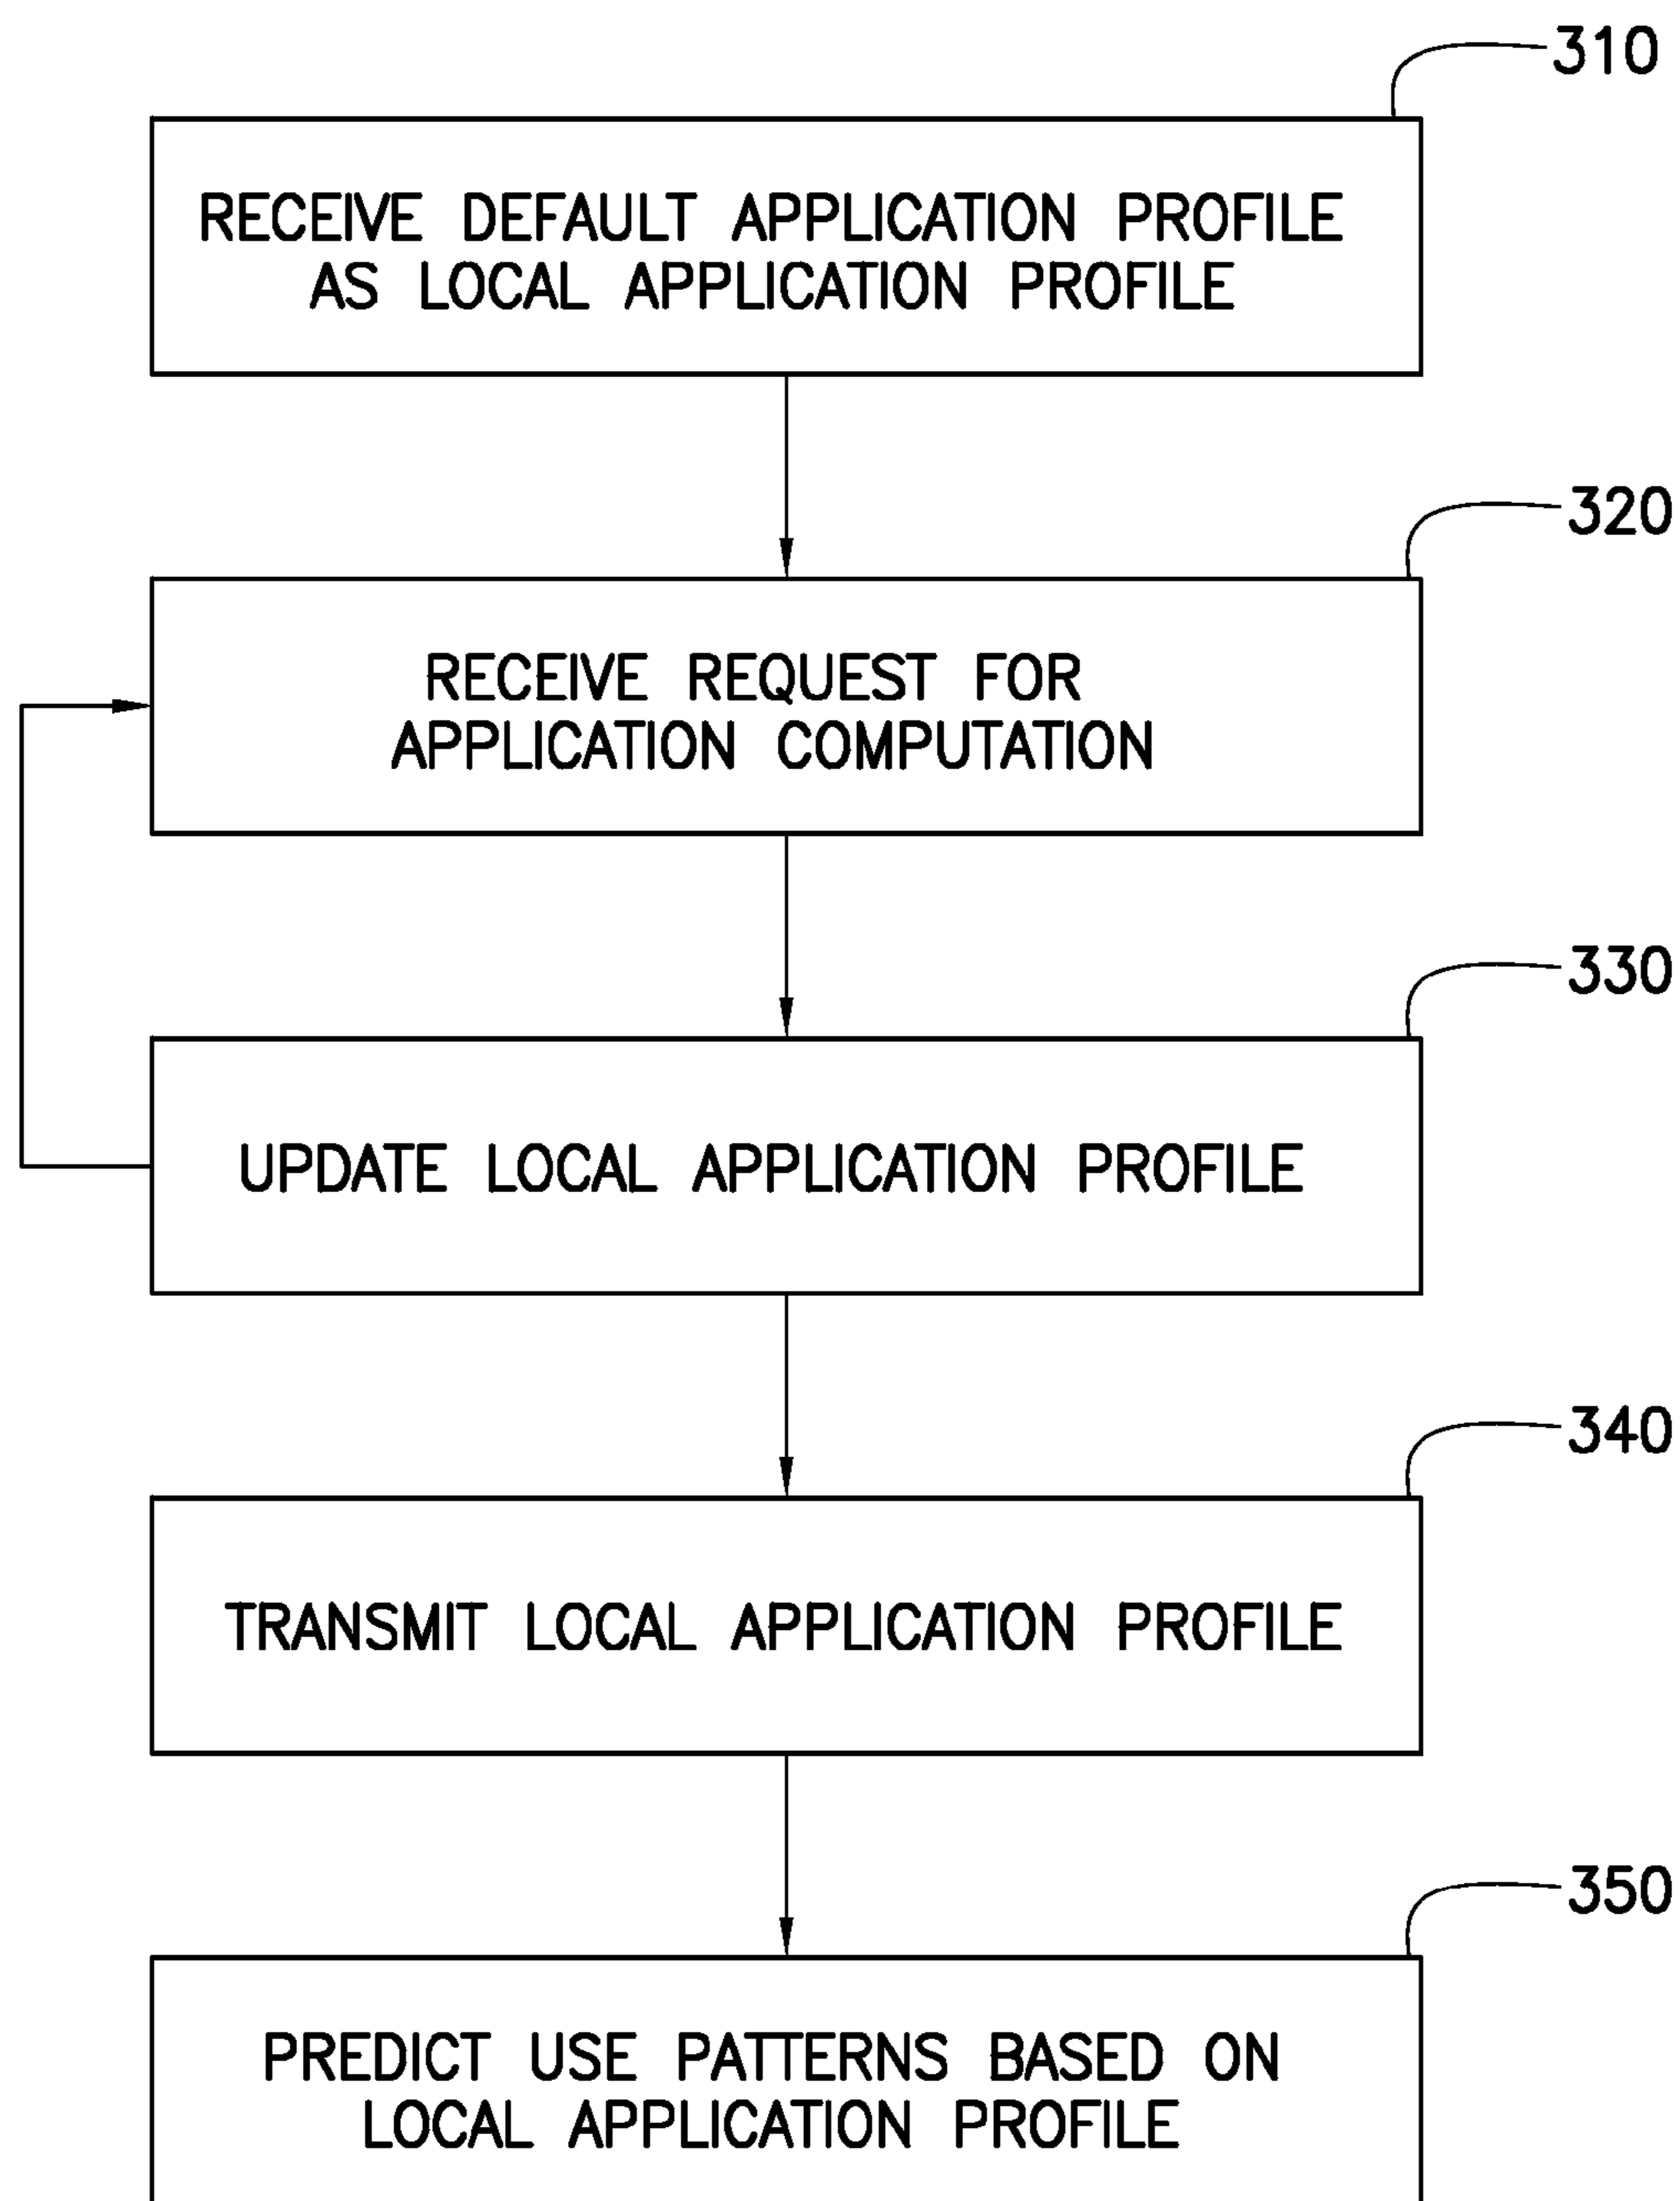 310
RECEIVE DEFAULT APPLICATION PROFILE
AS LOCAL APPLICATION PROFILE
320
RECEIVE REQUEST FOR
APPLICATION COMPUTATION
330
UPDATE LOCAL APPLICATION PROFILE
340
TRANSMIT LOCAL APPLICATION PROFILE
350
PREDICT USE PATTERNS BASED ON
LOCAL APPLICATION PROFILE